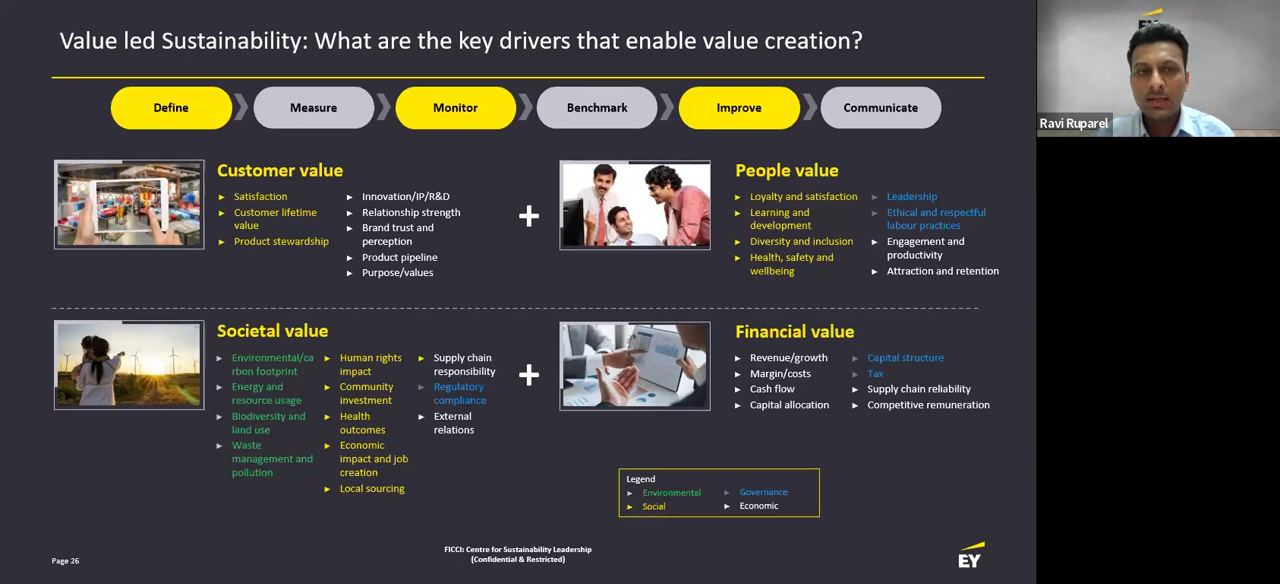 Value led Sustainability: What are the key drivers that enable value creation?
Define
Measure
Monitor
Benchmark
Improve
Communicate
Customer value
Satisfaction
Customer lifetime
value
Product stewardship
Innovation/IP/R&D
Relationship strength
Brand trust and
perception
Product pipeline
Purpose/values
+
People value
Loyalty and satisfaction
Learning and
development
Diversity and inclusion
Health, safety and
wellbeing
Leadership
Ethical and respectful
labour practices
Engagement and
productivity
Attraction and retention
Societal value
Environmental/ca
rbon footprint
Energy and
resource usage
Biodiversity and
land use
Waste
management and
pollution
Human rights
impact
Community
investment
Health
outcomes
Economic
impact and job
creation
Local sourcing
Supply chain
responsibility
Regulatory
compliance
External
relations
+
Financial value
Revenue/growth
Margin/costs
Cash flow
Capital allocation
Capital structure
Tax
Supply chain reliability
Competitive remuneration
Legend
Environmental
Social
Governance
Economic
Page 26
FICCI: Centre for Sustainability Leadership
(Confidential & Restricted)
EY
EY
Ravi Ruparel